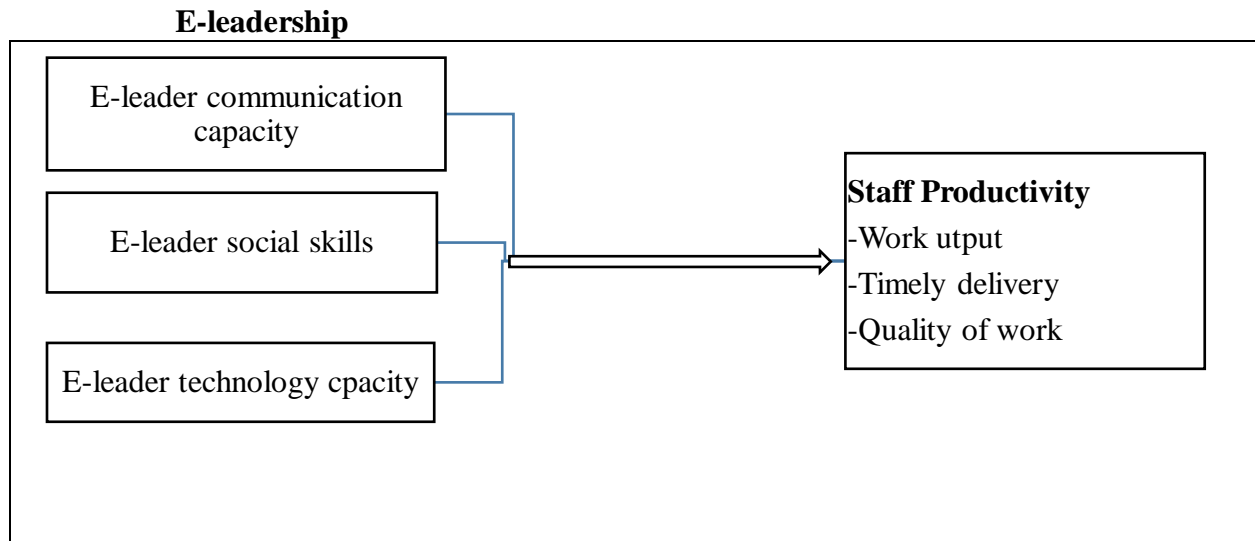 E-leadership
E-leader communication
capacity
E-leader social skills
E-leader technology cpacity
Staff Productivity
-Work utput
-Timely delivery
-Quality of work